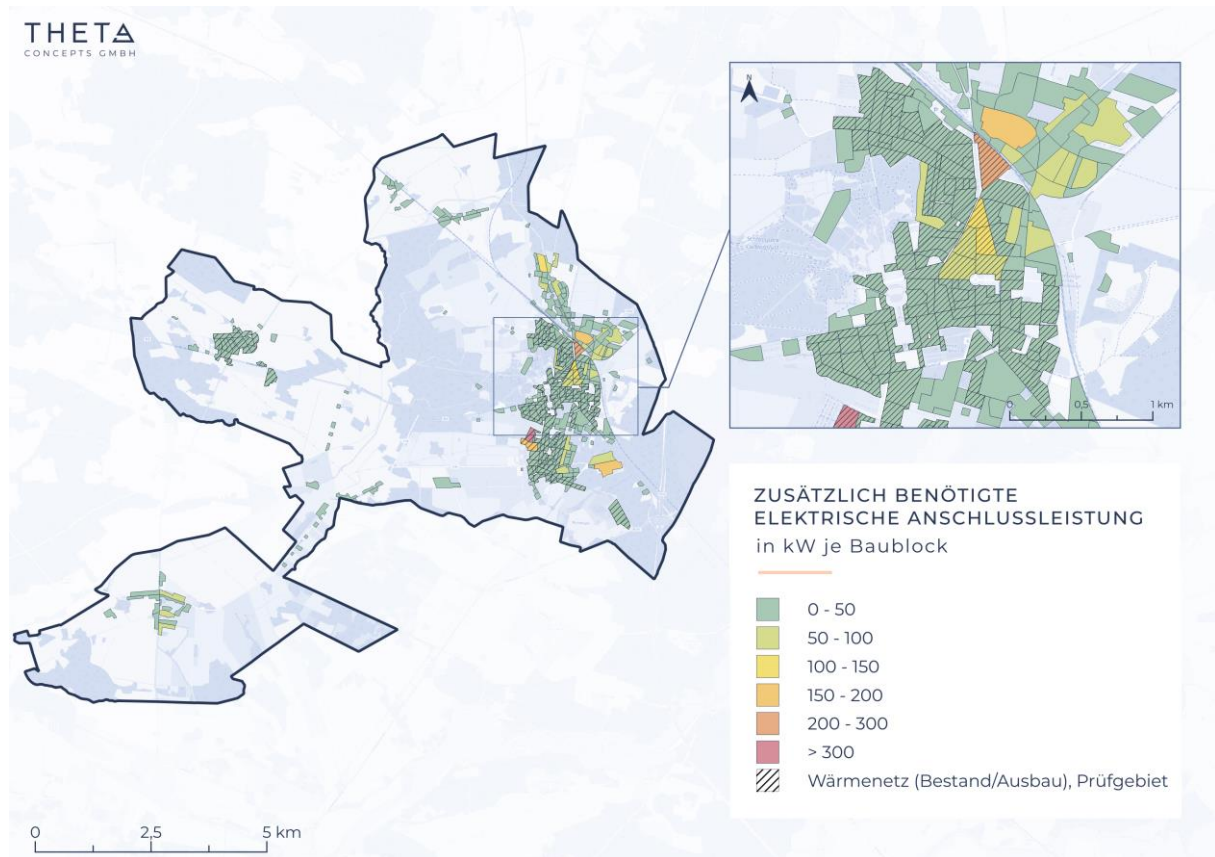 THETA
CONCEPTS GMBH
N
0
0,5
1 km
ZUSÄTZLICH BENÖTIGTE
ELEKTRISCHE ANSCHLUSSLEISTUNG
in kW je Baublock
0 - 50
50 - 100
100 - 150
150 - 200
200 - 300
> 300
Wärmenetz (Bestand/Ausbau), Prüfgebiet
0
2,5
5 km